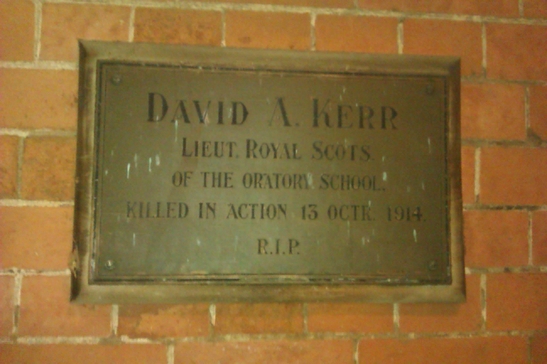 DAVID A. KERR
LIEUT. ROYAL SCOTS
OF THE ORATORY SCHOOL.
KILLED IN ACTION 13 OCTR. 1914.
R.I.P.